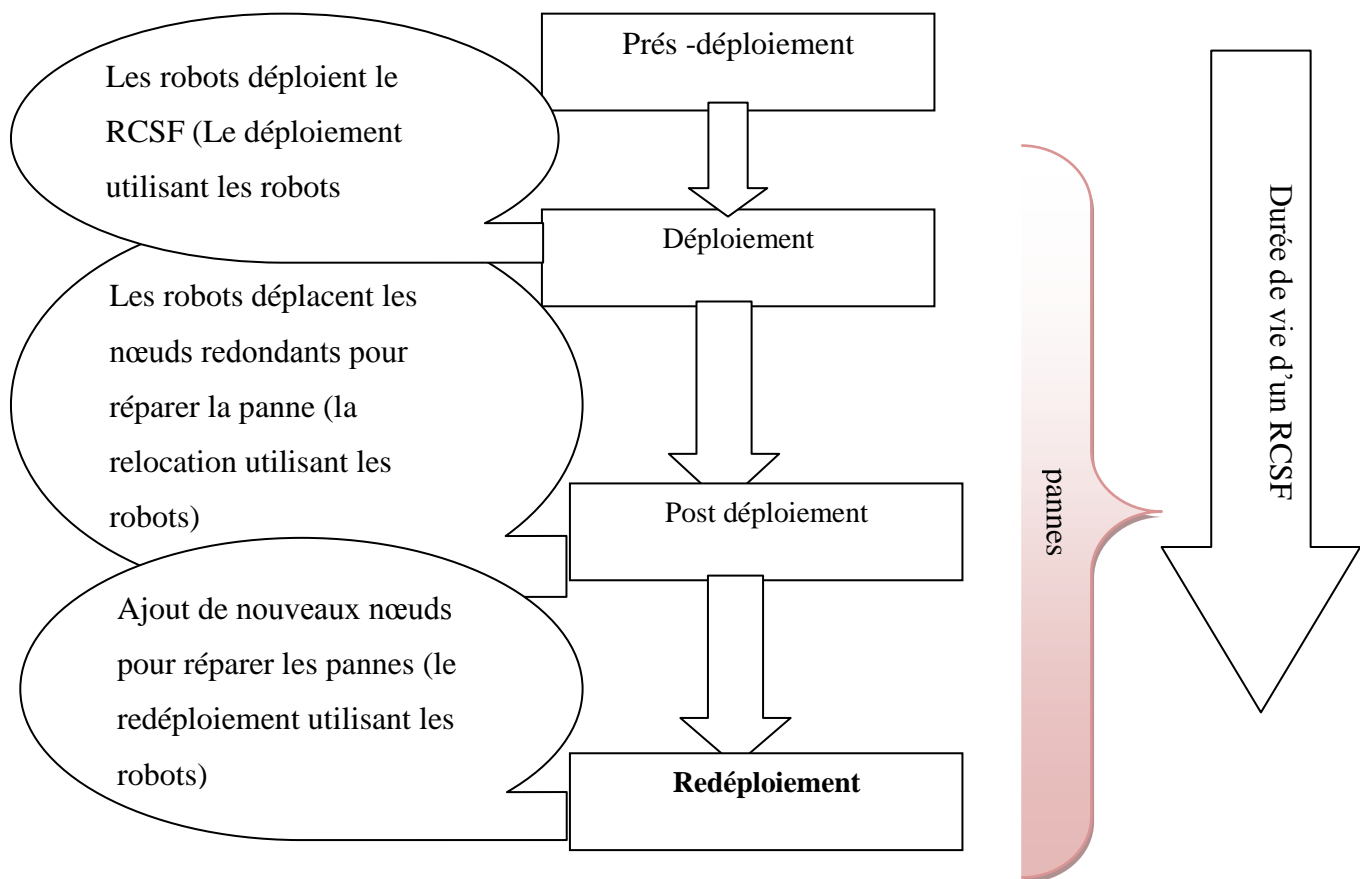 Prés -déploiement
Les robots déploient le
RCSF (Le déploiement
utilisant les robots
Déploiement
Les robots déplacent les
nœuds redondants pour
réparer la panne (la
relocation utilisant les
robots)
Post déploiement
Ajout de nouveaux nœuds
pour réparer les pannes (le
redéploiement utilisant les
robots)
Redéploiement
pannes
Durée de vie d’un RCSF